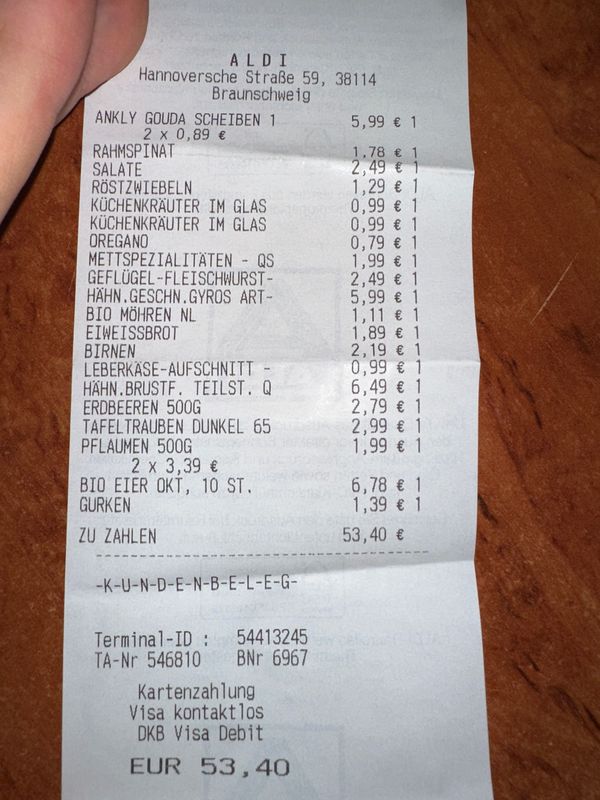 ALDI
Hannoversche Straße 59, 38114
Braunschweig
ANKLY GOUDA SCHEIBEN 1 5,99 € 1
2 x 0,89 €
RAHMSPINAT 1,78 € 1
SALATE 2,49 € 1
RÖSTZWIEBELN 1,29 € 1
KÜCHENKRÄUTER IM GLAS 0,99 € 1
KÜCHENKRÄUTER IM GLAS 0,99 € 1
OREGANO 0,79 € 1
METTSPEZIALITÄTEN - QS 1,99 € 1
GEFLÜGEL-FLEISCHWURST- 2,49 € 1
HÄHN.GESCHN.GYROS ART- 5,99 € 1
BIO MÖHREN NL 1,11 € 1
EIWEISSBROT 1,89 € 1
BIRNEN 2,19 € 1
LEBERKÄSE-AUFSCHNITT - 0,99 € 1
HÄHN.BRUSTF. TEILST. Q 6,49 € 1
ERDBEEREN 500G 2,79 € 1
TAFELTRAUBEN DUNKEL 65 2,99 € 1
PFLAUMEN 500G 1,99 € 1
2 x 3,39 €
BIO EIER OKT, 10 ST. 6,78 € 1
GURKEN 1,39 € 1
ZU ZAHLEN 53,40 €
-K-U-N-D-E-N-B-E-L-E-G-
Terminal-ID : 54413245
TA-Nr 546810 BNr 6967
Kartenzahlung
Visa kontaktlos
DKB Visa Debit
EUR 53,40